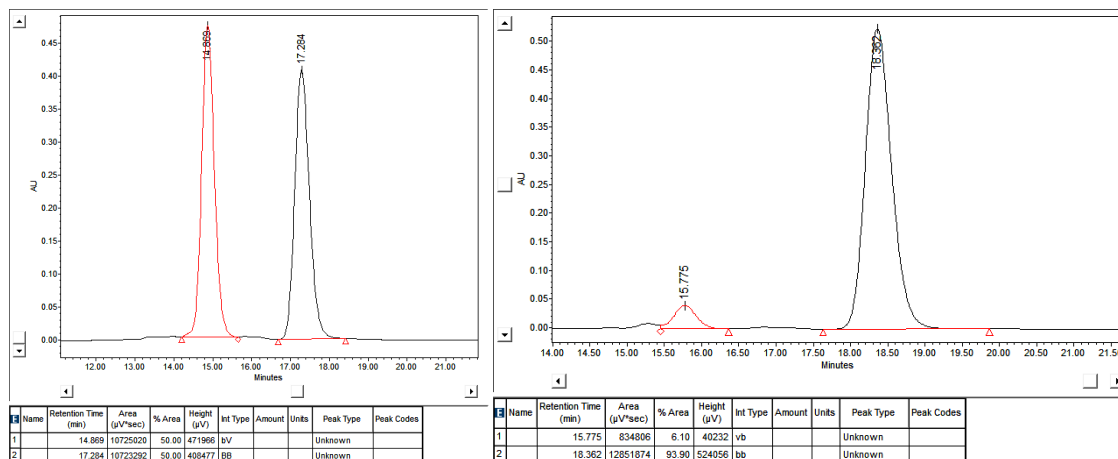 14.869
17.284
0.45
0.40
0.35
0.30
0.25
0.20
0.15
0.10
0.05
0.00
AU
12.00 13.00 14.00 15.00 16.00 17.00 18.00 19.00 20.00 21.00
Minutes
E Name Retention Time (min) Area (µV*sec) % Area Height (µV) Int Type Amount Units Peak Type Peak Codes
1 14.869 10725020 50.00 471966 bV Unknown
2 17.284 10723292 50.00 408477 BB Unknown
18.362
15.775
0.50
0.45
0.40
0.35
0.30
0.25
0.20
0.15
0.10
0.05
0.00
AU
14.00 14.50 15.00 15.50 16.00 16.50 17.00 17.50 18.00 18.50 19.00 19.50 20.00 20.50 21.00 21.50
Minutes
E Name Retention Time (min) Area (µV*sec) % Area Height (µV) Int Type Amount Units Peak Type Peak Codes
1 15.775 834806 6.10 40232 vb Unknown
2 18.362 12851874 93.90 524056 bb Unknown